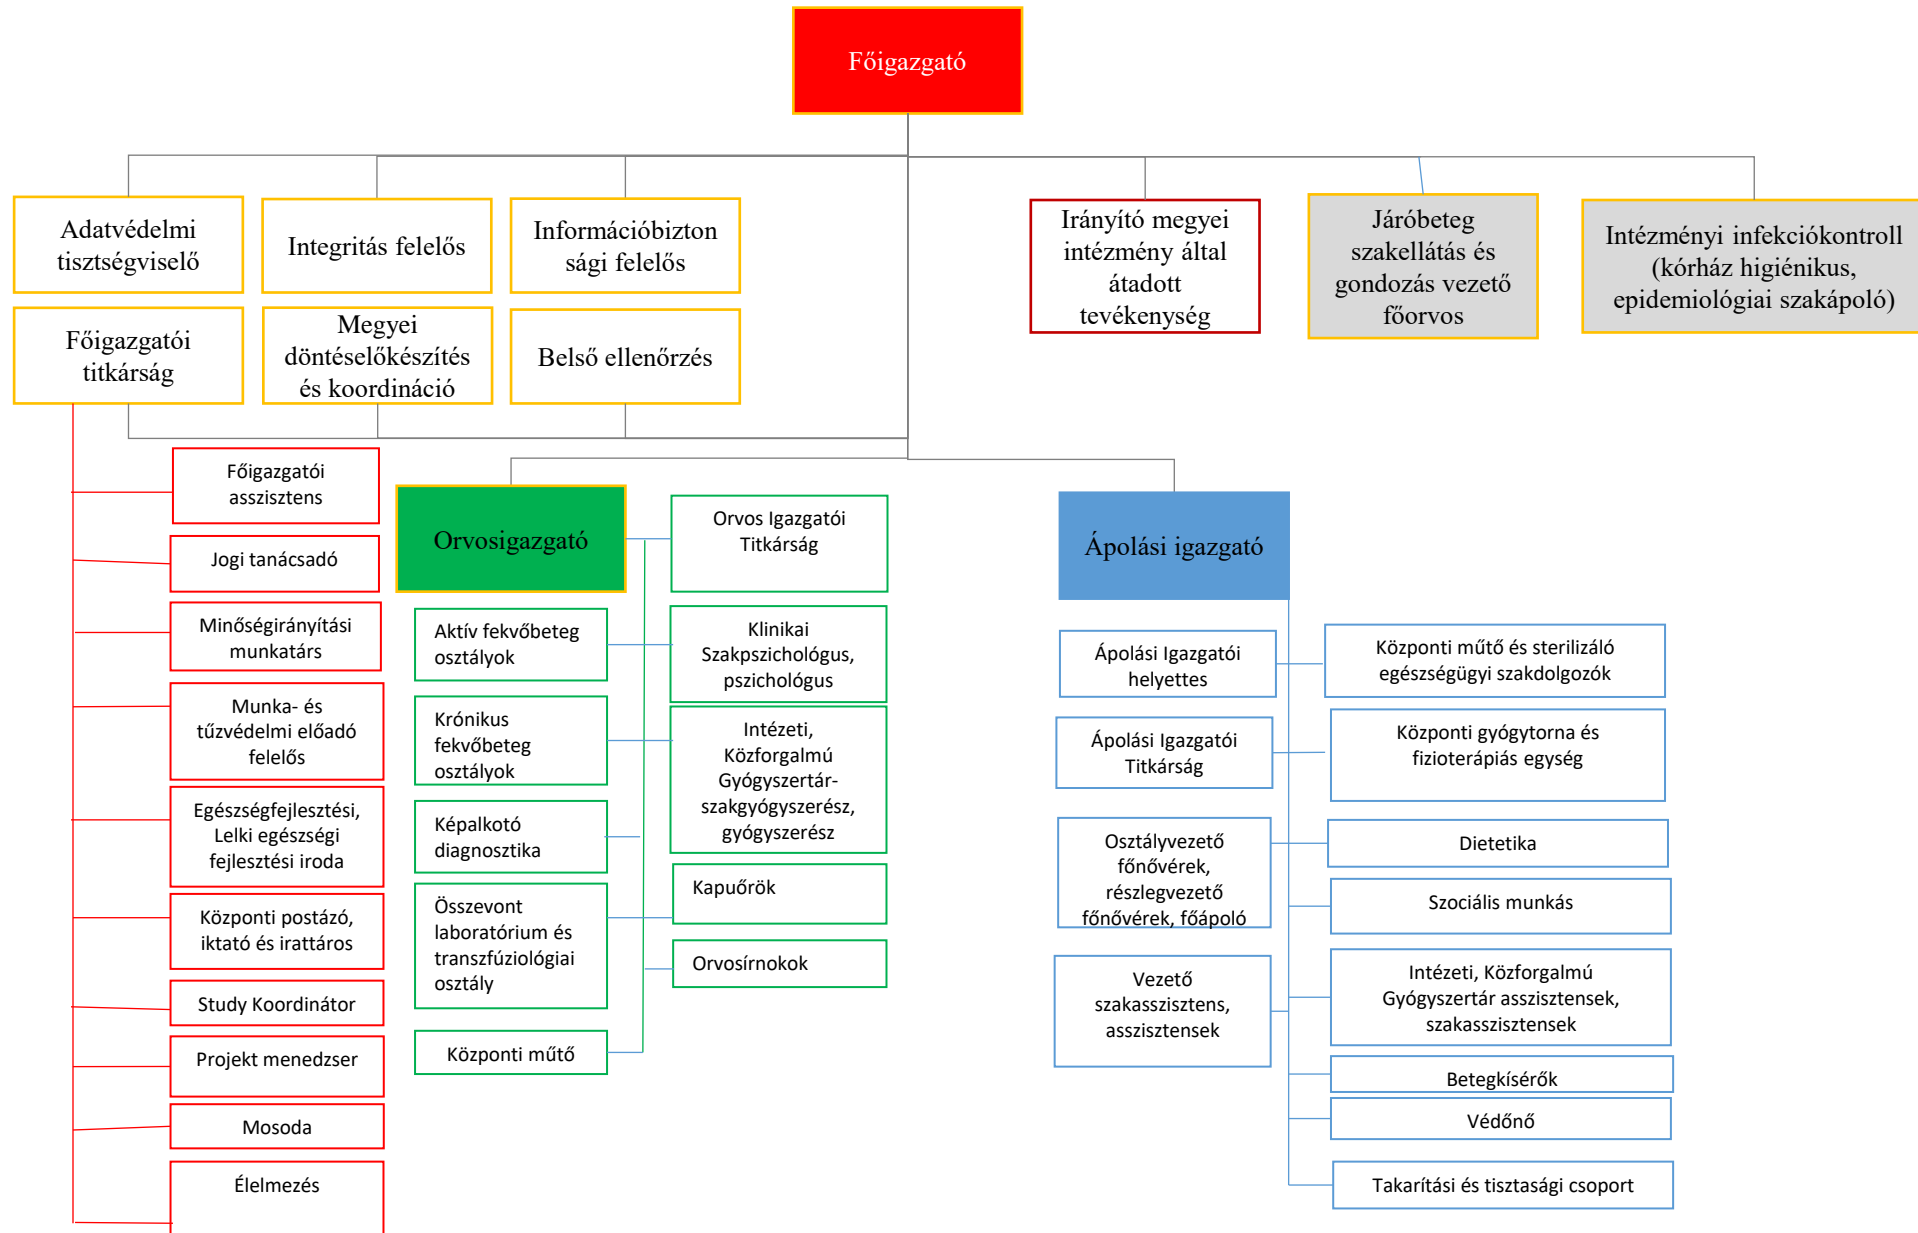 Főigazgató
Adatvédelmi
tisztségviselő
Integritás felelős
Információbizton
sági felelős
Irányító megyei
intézmény által
átadott
tevékenység
Járóbeteg
szakellátás és
gondozás vezető
főorvos
Intézményi infekciókontroll
(kórház higiénikus,
epidemiológiai szakápoló)
Főigazgatói
titkárság
Megyei
döntéselőkészítés
és koordináció
Belső ellenőrzés
Főigazgatói
asszisztens
Jogi tanácsadó
Minőségirányítási
munkatárs
Munka- és
tűzvédelmi előadó
felelős
Egészségfejlesztési,
Lelki egészségi
fejlesztési iroda
Központi postázó,
iktató és irattáros
Study Koordinátor
Projekt menedzser
Mosoda
Élelmezés
Orvosigazgató
Aktív fekvőbeteg
osztályok
Krónikus
fekvőbeteg
osztályok
Képalkotó
diagnosztika
Összevont
laboratórium és
transzfúziológiai
osztály
Központi műtő
Orvos Igazgatói
Titkárság
Klinikai
Szakpszichológus,
pszichológus
Intézeti,
Közforgalmú
Gyógyszertár-
szakgyógyszerész,
gyógyszerész
Kapuőrök
Orvosírnokok
Ápolási igazgató
Ápolási Igazgatói
helyettes
Ápolási Igazgatói
Titkárság
Osztályvezető
főnővérek,
részlegvezető
főnővérek, főápoló
Vezető
szakasszisztens,
asszisztensek
Központi műtő és sterilizáló
egészségügyi szakdolgozók
Központi gyógytorna és
fizioterápiás egység
Dietetika
Szociális munkás
Intézeti, Közforgalmú
Gyógyszertár asszisztensek,
szakasszisztensek
Betegkísérők
Védőnő
Takarítási és tisztasági csoport